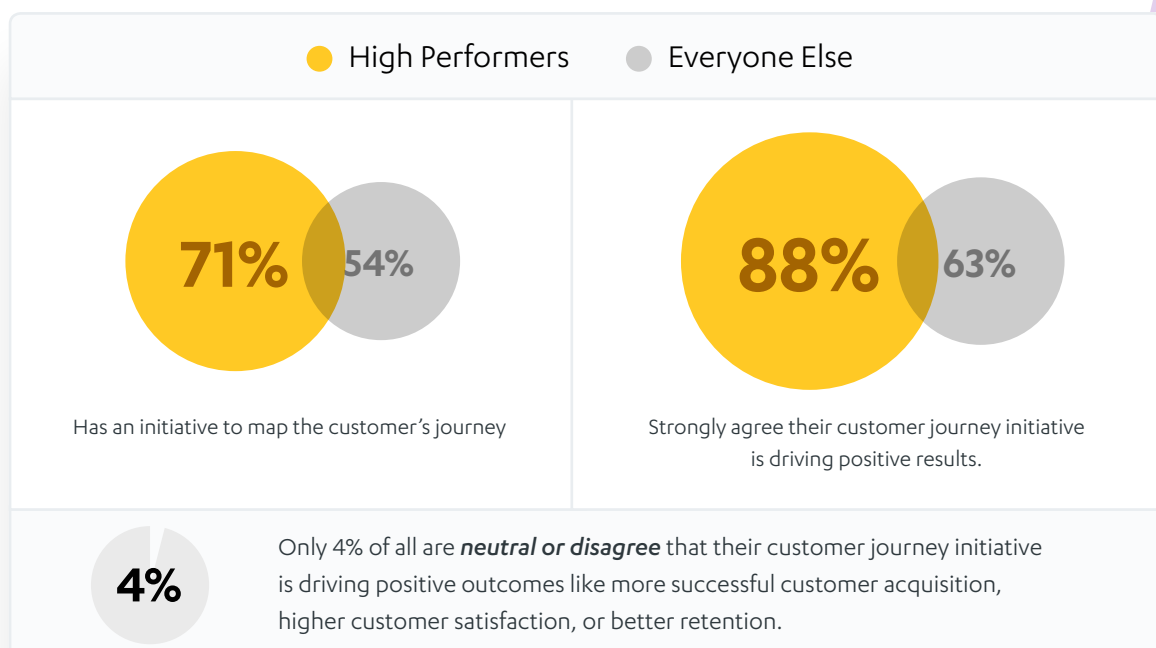 High Performers
Everyone Else
71%
54%
Has an initiative to map the customer’s journey
88%
63%
Strongly agree their customer journey initiative
is driving positive results.
4%
Only 4% of all are neutral or disagree that their customer journey initiative
is driving positive outcomes like more successful customer acquisition,
higher customer satisfaction, or better retention.